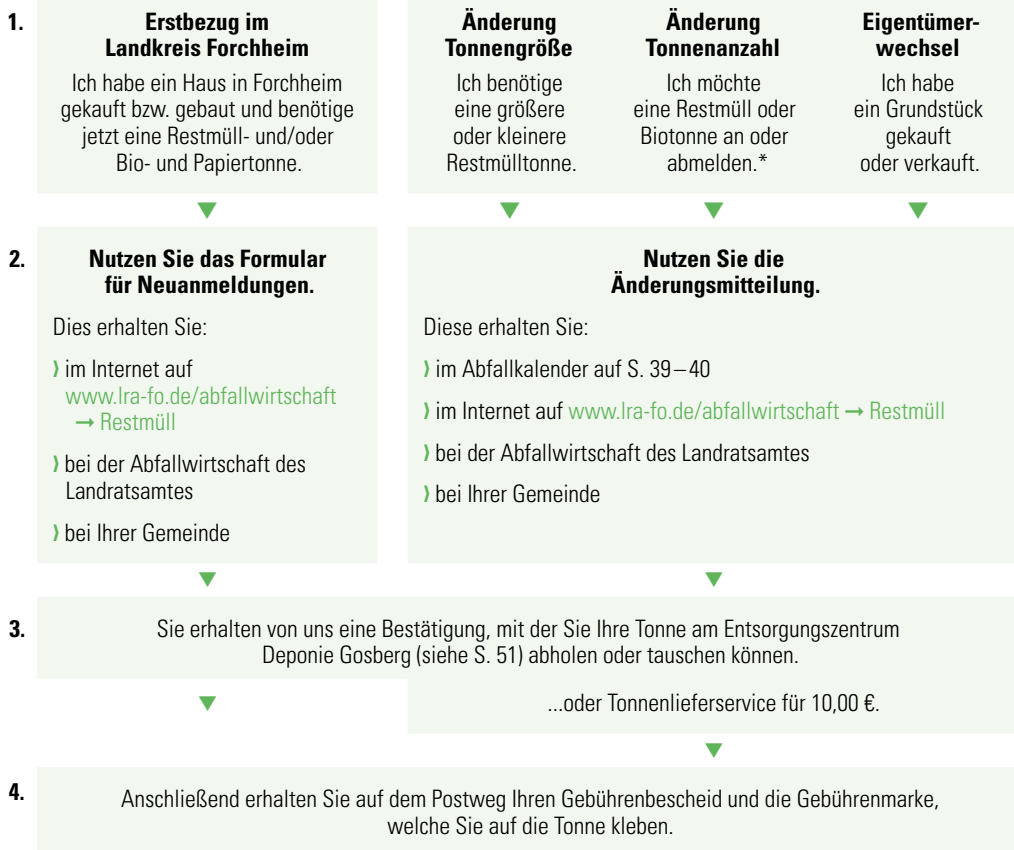 1.
Erstbezug im
Landkreis Forchheim
Ich habe ein Haus in Forchheim
gekauft bzw. gebaut und benötige
jetzt eine Restmüll- und/oder
Bio- und Papiertonne.
Änderung
Tonnengröße
Ich benötige
eine größere
oder kleinere
Restmülltonne.
Änderung
Tonnenanzahl
Ich möchte
eine Restmüll oder
Biotonne an oder
abmelden.*
Eigentümer-
wechsel
Ich habe
ein Grundstück
gekauft
oder verkauft.
2.
Nutzen Sie das Formular
für Neuanmeldungen.
Dies erhalten Sie:
⟩ im Internet auf
www.lra-fo.de/abfallwirtschaft
→ Restmüll
⟩ bei der Abfallwirtschaft des
Landratsamtes
⟩ bei Ihrer Gemeinde
Nutzen Sie die
Änderungsmitteilung.
Diese erhalten Sie:
⟩ im Abfallkalender auf S. 39–40
⟩ im Internet auf www.lra-fo.de/abfallwirtschaft → Restmüll
⟩ bei der Abfallwirtschaft des Landratsamtes
⟩ bei Ihrer Gemeinde
3.
Sie erhalten von uns eine Bestätigung, mit der Sie Ihre Tonne am Entsorgungszentrum
Deponie Gosberg (siehe S. 51) abholen oder tauschen können.
...oder Tonnenlieferservice für 10,00 €.
4.
Anschließend erhalten Sie auf dem Postweg Ihren Gebührenbescheid und die Gebührenmarke,
welche Sie auf die Tonne kleben.